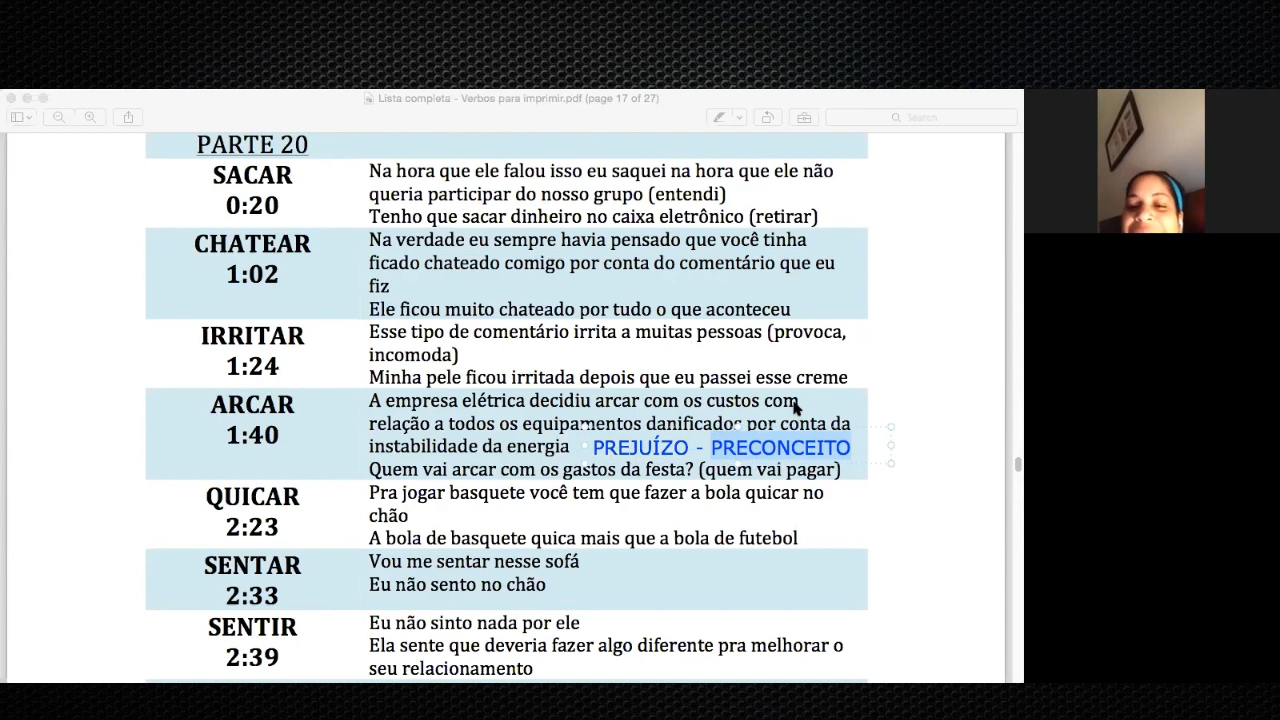 Lista completa - Verbos para imprimir.pdf (page 17 of 27)
Search
PARTE 20
SACAR
0:20
Na hora que ele falou isso eu saquei na hora que ele não
queria participar do nosso grupo (entendi)
Tenho que sacar dinheiro no caixa eletrônico (retirar)
CHATEAR
1:02
Na verdade eu sempre havia pensado que você tinha
ficado chateado comigo por conta do comentário que eu
fiz
Ele ficou muito chateado por tudo o que aconteceu
IRRITAR
1:24
Esse tipo de comentário irrita a muitas pessoas (provoca,
incomoda)
Minha pele ficou irritada depois que eu passei esse creme
ARCAR
1:40
A empresa elétrica decidiu arcar com os custos com
relação a todos os equipamentos danificados por conta da
instabilidade da energia
PREJUÍZO - PRECONCEITO
Quem vai arcar com os gastos da festa? (quem vai pagar)
QUICAR
2:23
Pra jogar basquete você tem que fazer a bola quicar no
chão
A bola de basquete quica mais que a bola de futebol
SENTAR
2:33
Vou me sentar nesse sofá
Eu não sento no chão
SENTIR
2:39
Eu não sinto nada por ele
Ela sente que deveria fazer algo diferente pra melhorar o
seu relacionamento